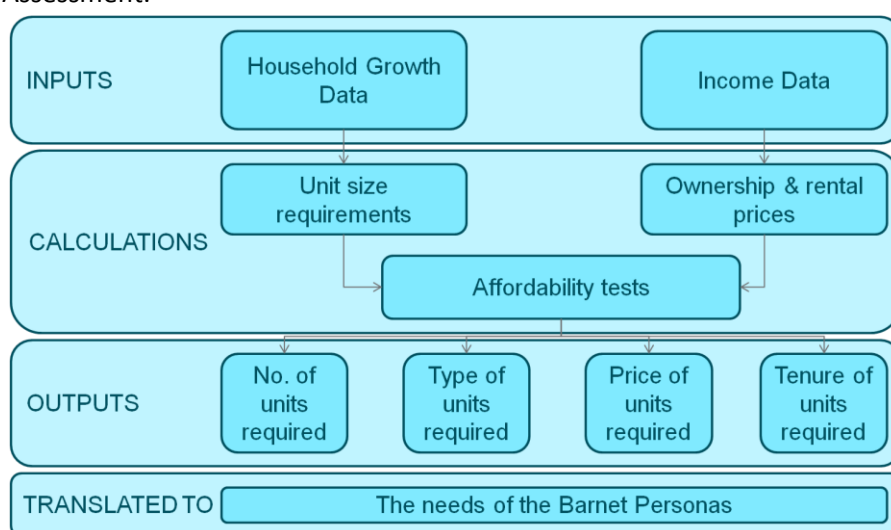 Assessment.
INPUTS
Household Growth
Data
Income Data
CALCULATIONS
Unit size
requirements
Ownership & rental
prices
Affordability tests
OUTPUTS
No. of
units
required
Type of
units
required
Price of
units
required
Tenure of
units
required
TRANSLATED TO
The needs of the Barnet Personas